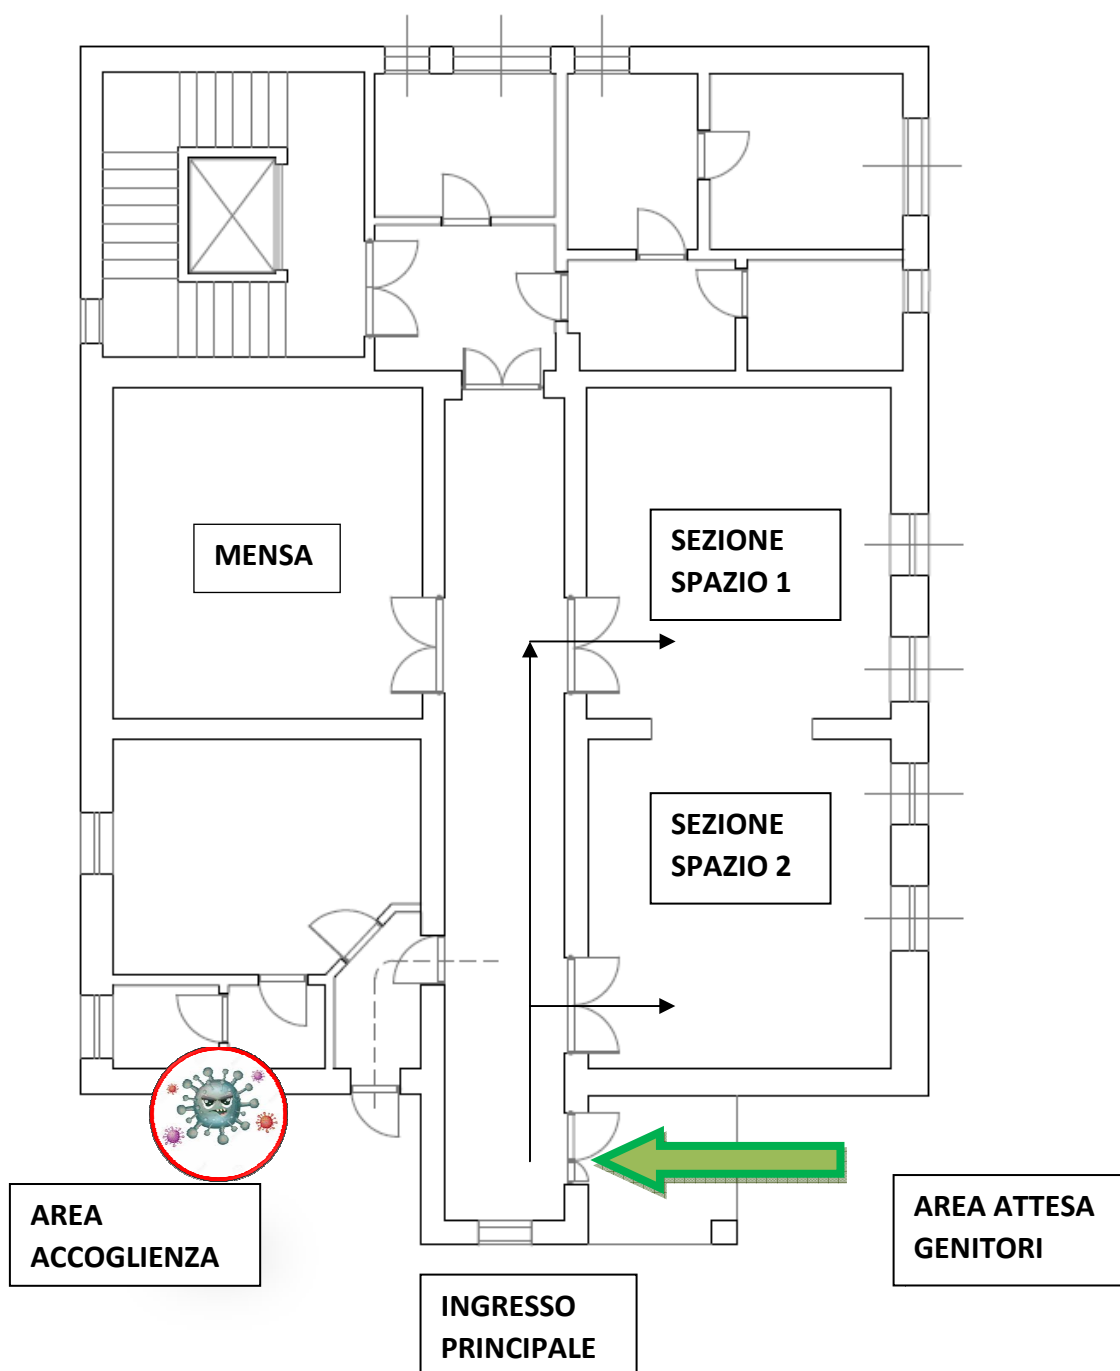 MENSA
SEZIONE
SPAZIO 1
SEZIONE
SPAZIO 2
AREA
ACCOGLIENZA
AREA ATTESA
GENITORI
INGRESSO
PRINCIPALE